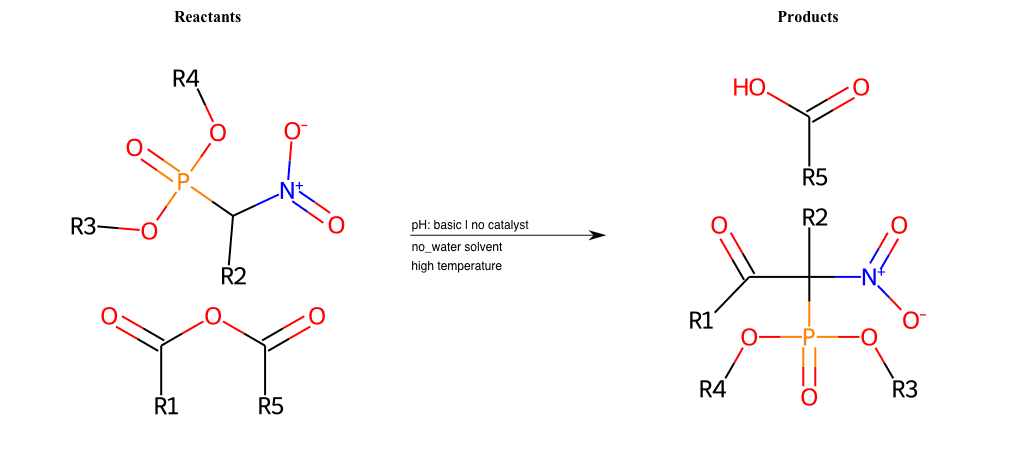 Reactants
Products
R4
O
O
O⁻
P
N⁺
R3
O
O
R2
O
O
O
R1
R5
pH: basic | no catalyst
no_water solvent
high temperature
HO
O
R5
R2
O
O
N⁺
R1
O⁻
O
P
O
R4
R3
O